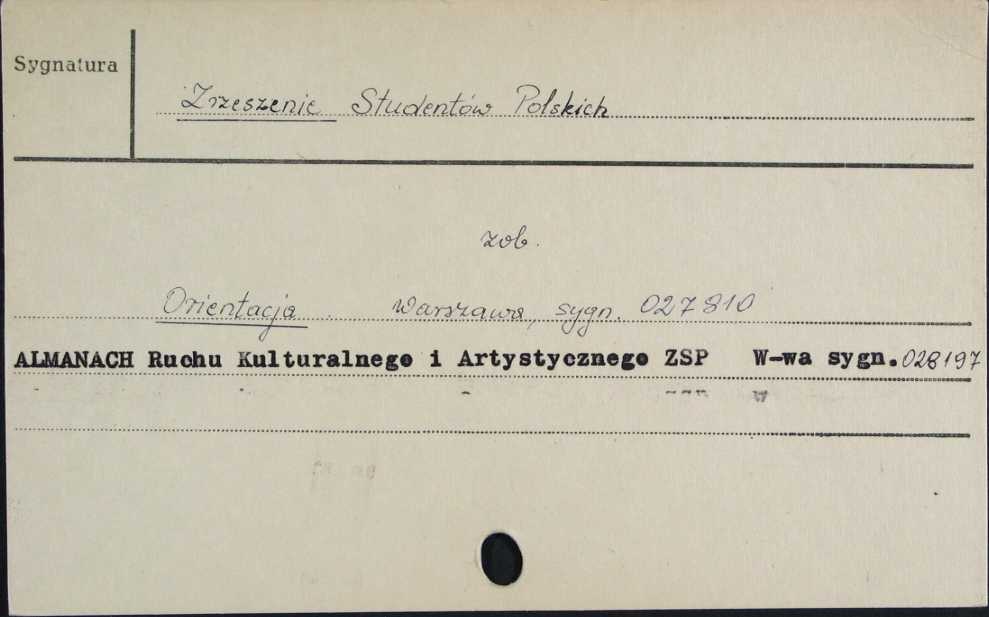 Sygnatura
Zrzeszenie Studentów Polskich
zob.
Orientacja. Warszawa, sygn. 027810
ALMANACH Ruchu Kulturalnego i Artystycznego ZSP W-wa sygn. 028197